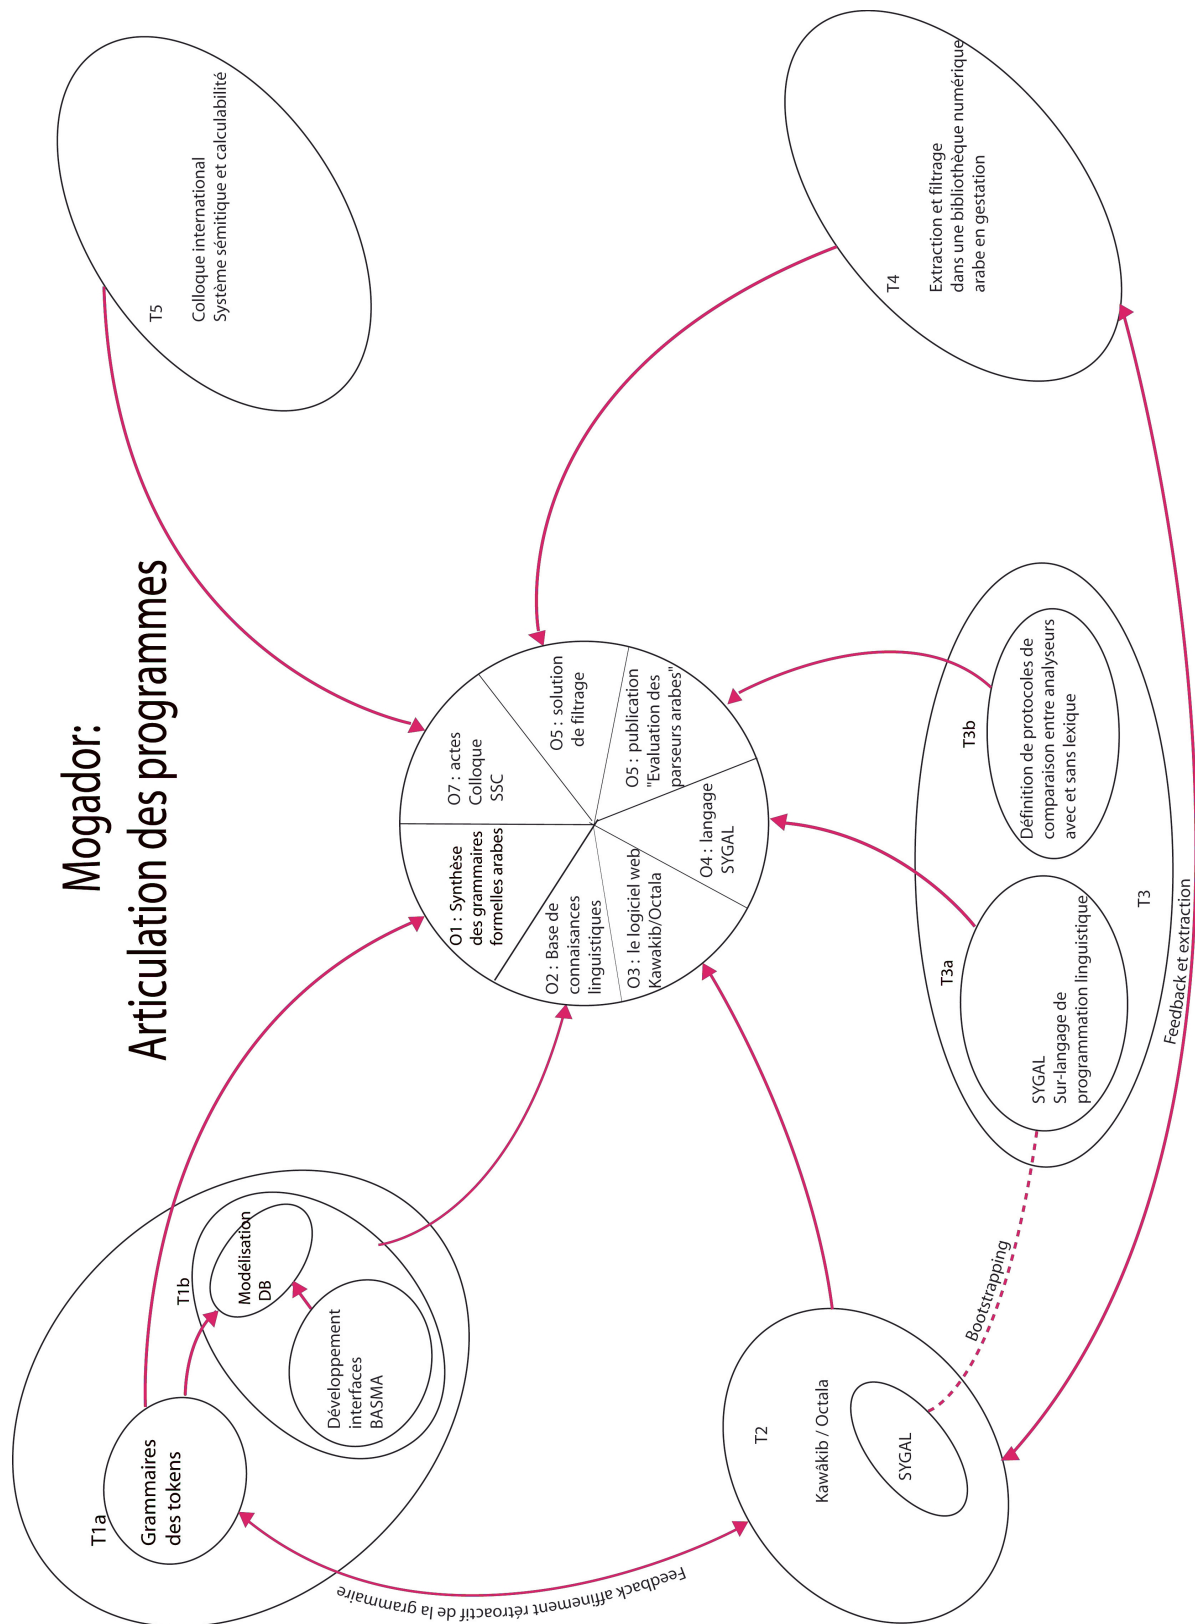 Mogador:
Articulation des programmes
T1a
Grammaires
des tokens
T1b
Modélisation
DB
Développement
interfaces
BASMA
T5
Colloque international
Système sémitique et calculabilité
O1 : Synthèse
des grammaires
formelles arabes
O7 : actes
Colloque
SSC
O2 : Base de
connaisances
linguistiques
O5 : solution
de filtrage
O3 : le logiciel web
Kawakib/Octala
O5 : publication
"Evaluation des
parseurs arabes"
O4 : langage
SYGAL
Feedback affinement rétroactif de la grammaire
T2
Kawâkib / Octala
SYGAL
Bootstrapping
T3a
SYGAL
Sur-langage de
programmation linguistique
T3b
Définition de protocoles de
comparaison entre analyseurs
avec et sans lexique
T3
T4
Extraction et filtrage
dans une bibliothèque numérique
arabe en gestation
Feedback et extraction